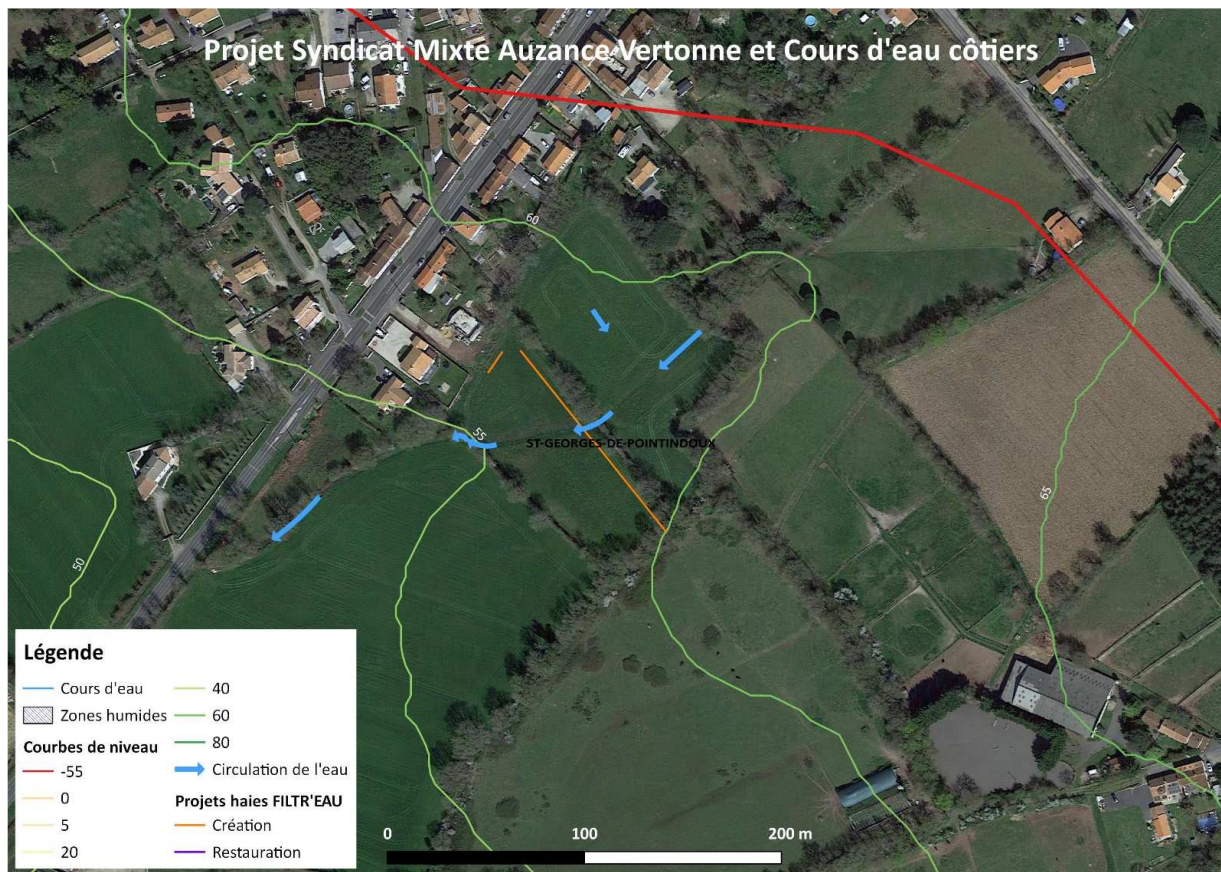 Projet Syndicat Mixte Auzance Vertonne et Cours d'eau côtiers
60
55
ST-GEORGES-DE-POINTINDOUX
65
50
Légende
Cours d'eau
Zones humides
Courbes de niveau
-55
0
5
20
40
60
80
Circulation de l'eau
Projets haies FILTR'EAU
Création
Restauration
0 100 200 m